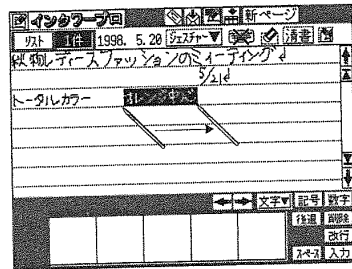 インクワープロ 新ページ
リスト 1件 1998. 5.20 ジェスチャー▼ 清書
秋物レディースファッションのミーティング
5/21
トータルカラー オレンジ
文字▼ 記号 数字
後退 削除
改行
スペース 入力